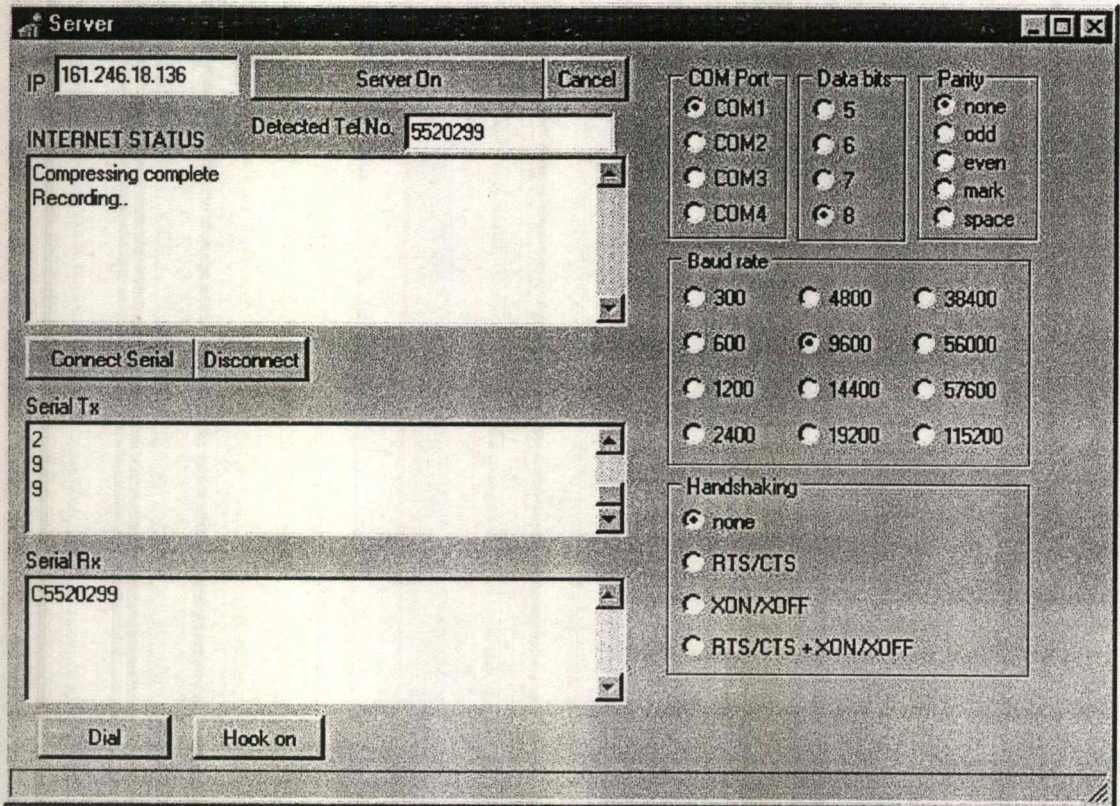 Server
IP 161.246.18.136 Server On Cancel
Detected Tel.No. 5520299
INTERNET STATUS
Compressing complete
Recording..
Connect Serial Disconnect
Serial Tx
2
9
9
Serial Rx
C5520299
Dial Hook on
COM Port
COM1
COM2
COM3
COM4
Data bits
5
6
7
8
Parity
none
odd
even
mark
space
Baud rate
300 4800 38400
600 9600 56000
1200 14400 57600
2400 19200 115200
Handshaking
none
RTS/CTS
XON/XOFF
RTS/CTS +XON/XOFF